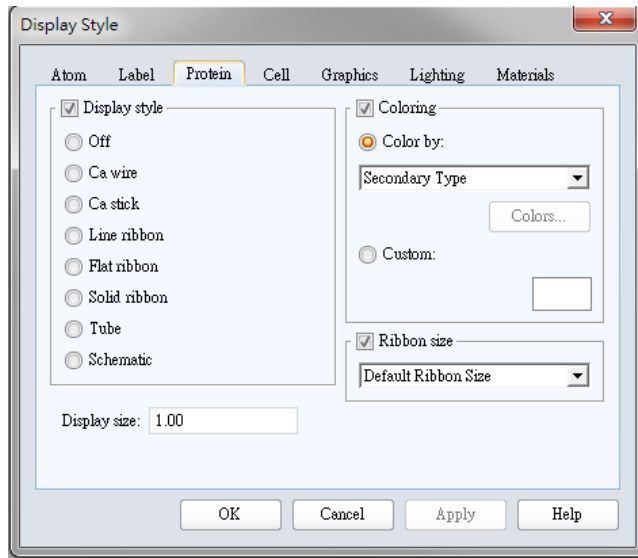 Display Style
Atom Label Protein Cell Graphics Lighting Materials
Display style
Off
Ca wire
Ca stick
Line ribbon
Flat ribbon
Solid ribbon
Tube
Schematic
Display size: 1.00
Coloring
Color by:
Secondary Type
Colors...
Custom:
Ribbon size
Default Ribbon Size
OK Cancel Apply Help